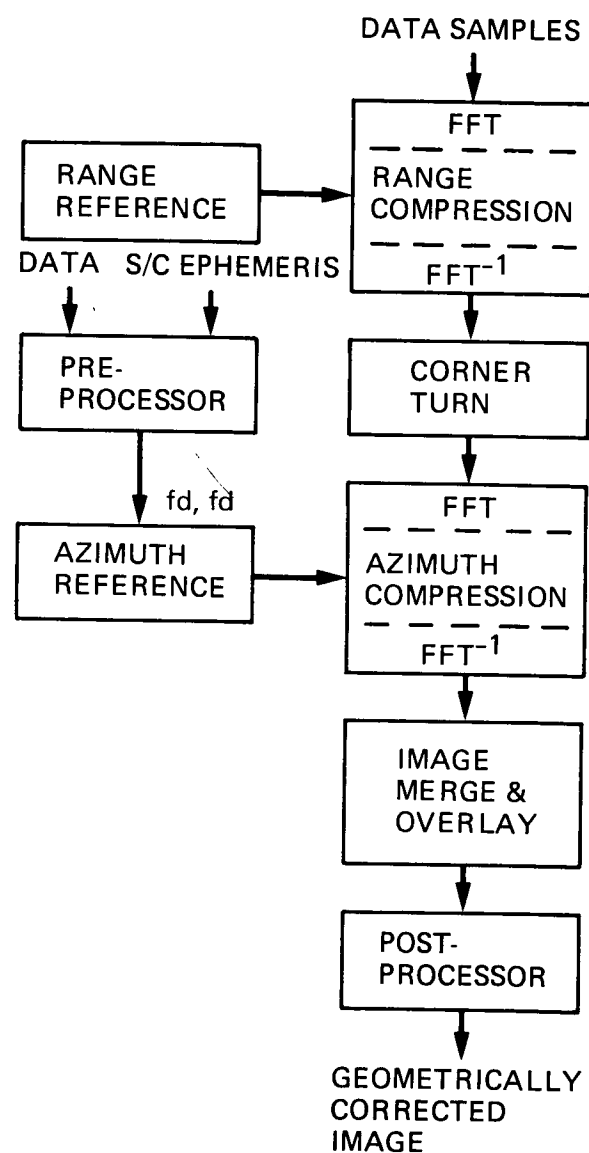 DATA SAMPLES
FFT
RANGE
COMPRESSION
FFT⁻¹
RANGE
REFERENCE
DATA S/C EPHEMERIS
PRE-
PROCESSOR
fd, fd
AZIMUTH
REFERENCE
CORNER
TURN
FFT
AZIMUTH
COMPRESSION
FFT⁻¹
IMAGE
MERGE &
OVERLAY
POST-
PROCESSOR
GEOMETRICALLY
CORRECTED
IMAGE